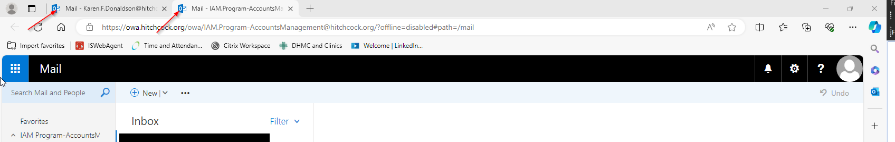 Mail - Karen.F.Donaldson@hitch
Mail - IAM.Program-AccountsM
https://owa.hitchcock.org/owa/IAM.Program-AccountsManagement@hitchcock.org/?offline=disabled#path=/mail
Import favorites
ISWebAgent
Time and Attendan...
Citrix Workspace
DHMC and Clinics
Welcome | LinkedIn...
Mail
Search Mail and People
New
Undo
Favorites
Inbox
Filter
IAM Program-AccountsM